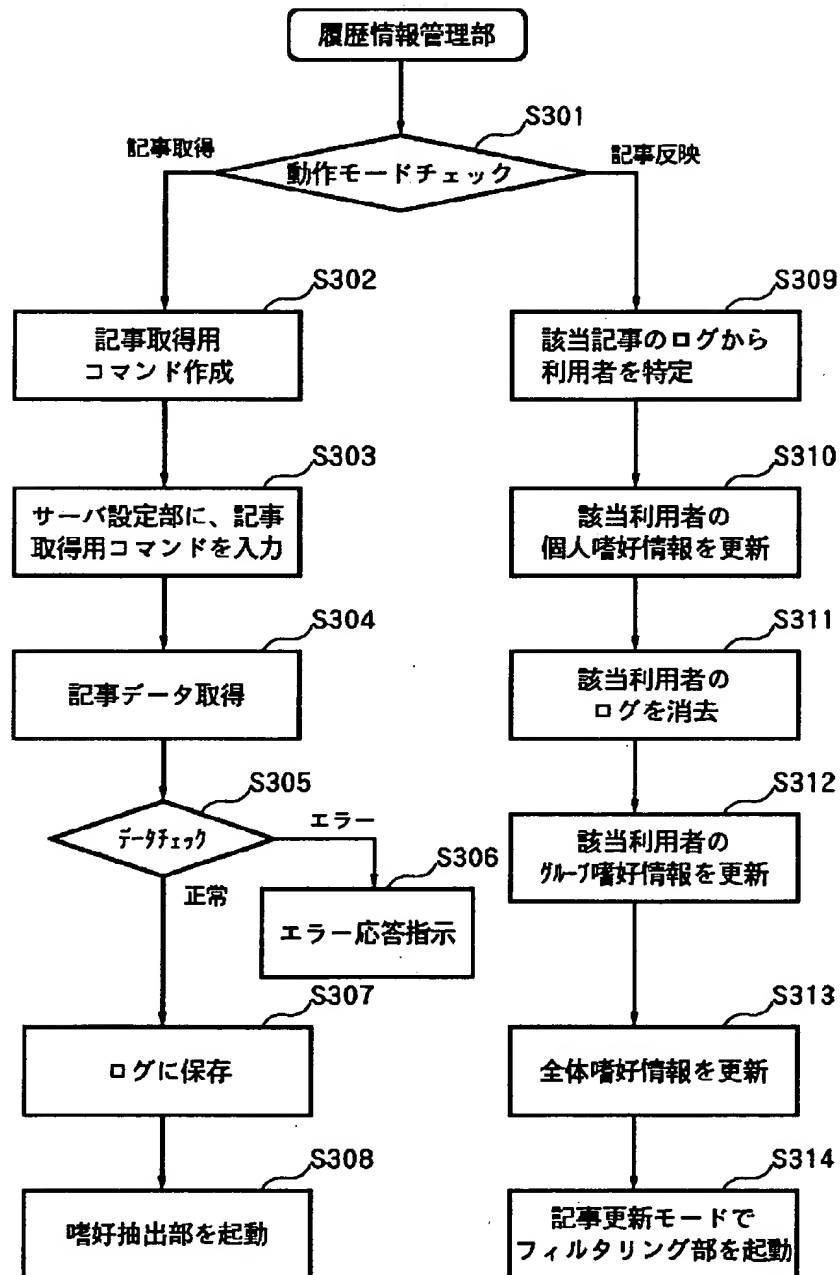 履歴情報管理部
S301
記事取得
動作モードチェック
記事反映
S302
記事取得用
コマンド作成
S303
サーバ設定部に、記事
取得用コマンドを入力
S304
記事データ取得
S305
データチェック
エラー
正常
S306
エラー応答指示
S307
ログに保存
S308
嗜好抽出部を起動
S309
該当記事のログから
利用者を特定
S310
該当利用者の
個人嗜好情報を更新
S311
該当利用者の
ログを消去
S312
該当利用者の
グループ嗜好情報を更新
S313
全体嗜好情報を更新
S314
記事更新モードで
フィルタリング部を起動